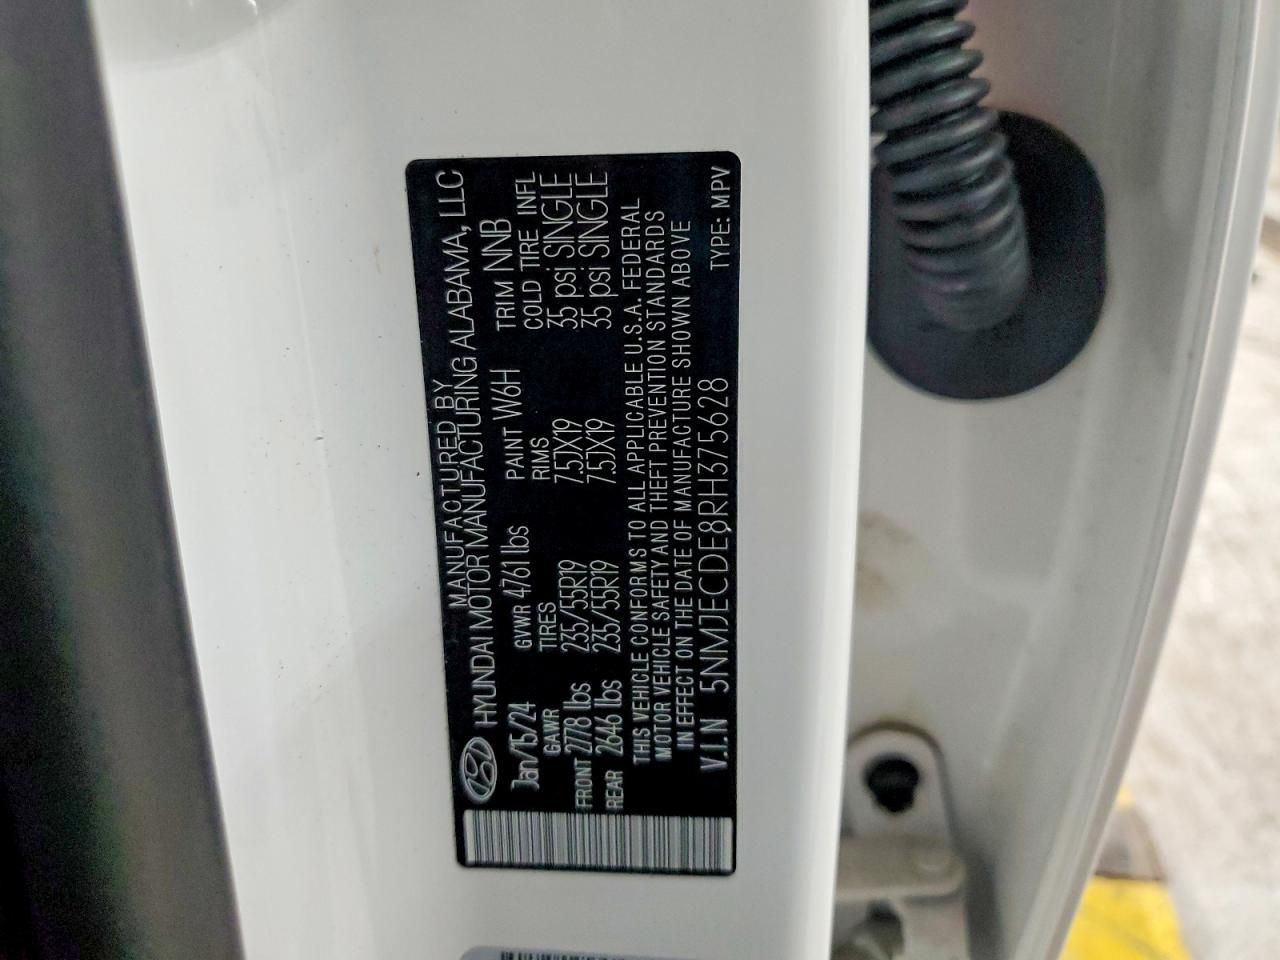 MANUFACTURED BY
HYUNDAI MOTOR MANUFACTURING ALABAMA, LLC
Jan/15/24 GVWR 4761 lbs PAINT W6H TRIM NNB
GAWR TIRES RIMS COLD TIRE INFL
FRONT 2778 lbs 235/55R19 7.5JX19 35 psi SINGLE
REAR 2646 lbs 235/55R19 7.5JX19 35 psi SINGLE
THIS VEHICLE CONFORMS TO ALL APPLICABLE U.S.A. FEDERAL
MOTOR VEHICLE SAFETY AND THEFT PREVENTION STANDARDS
IN EFFECT ON THE DATE OF MANUFACTURE SHOWN ABOVE
V.I.N 5NMJECDE8RH375628 TYPE: MPV